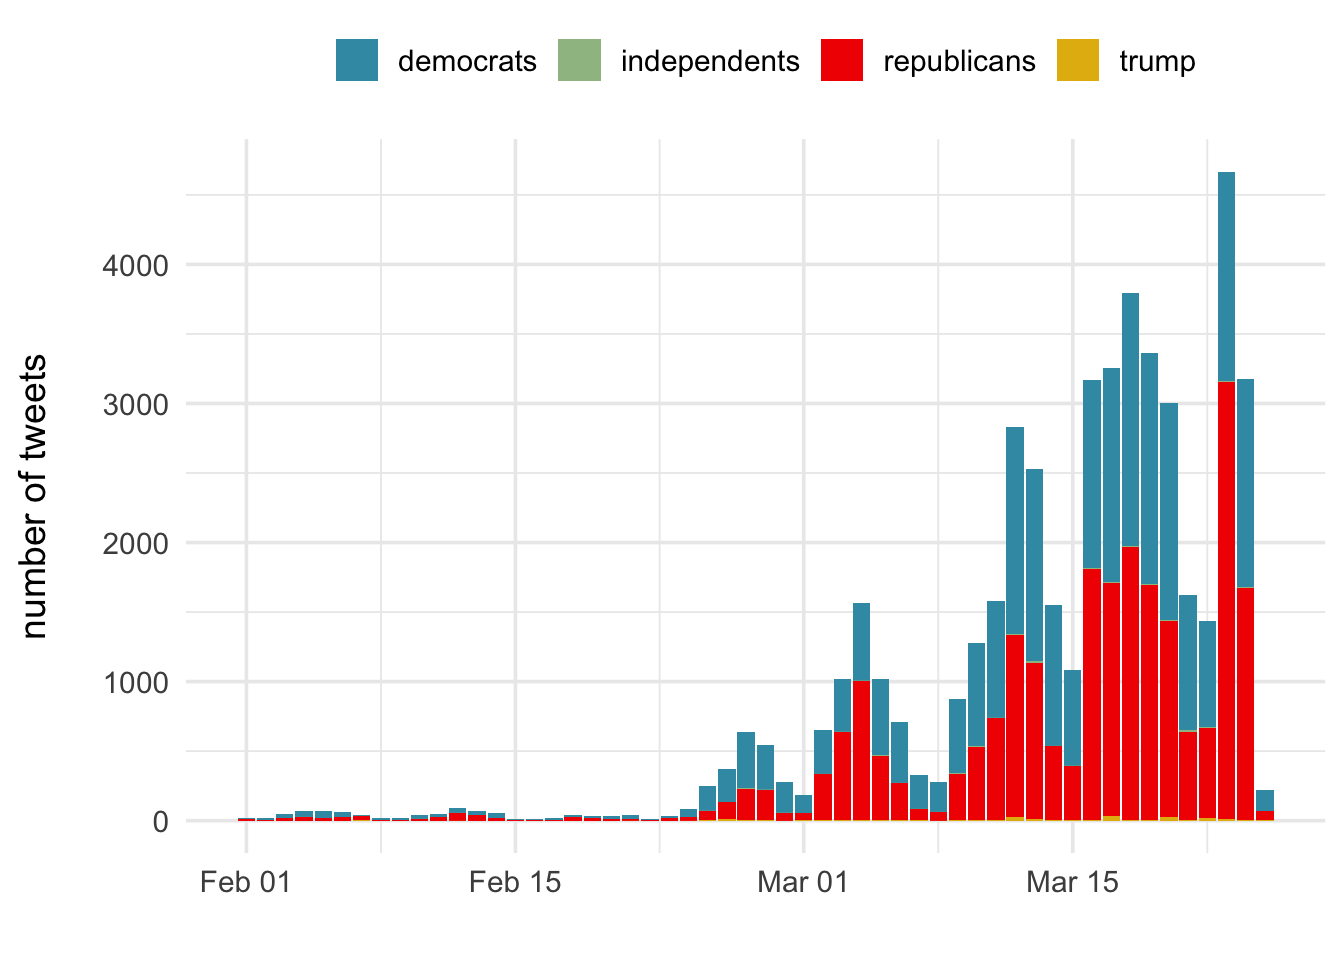 democrats independents republicans trump
number of tweets
4000
3000
2000
1000
0
Feb 01 Feb 15 Mar 01 Mar 15